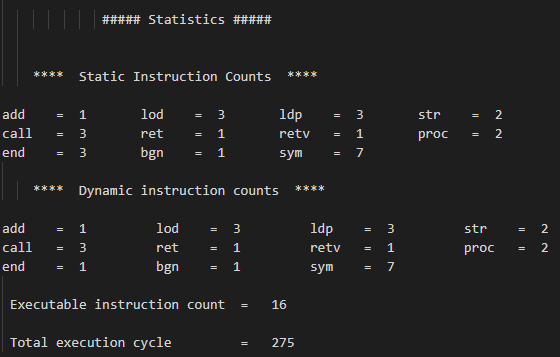 ##### Statistics #####
**** Static Instruction Counts ****
add = 1 lod = 3 ldp = 3 str = 2
call = 3 ret = 1 retv = 1 proc = 2
end = 3 bgn = 1 sym = 7
**** Dynamic instruction counts ****
add = 1 lod = 3 ldp = 3 str = 2
call = 3 ret = 1 retv = 1 proc = 2
end = 1 bgn = 1 sym = 7
Executable instruction count = 16
Total execution cycle = 275